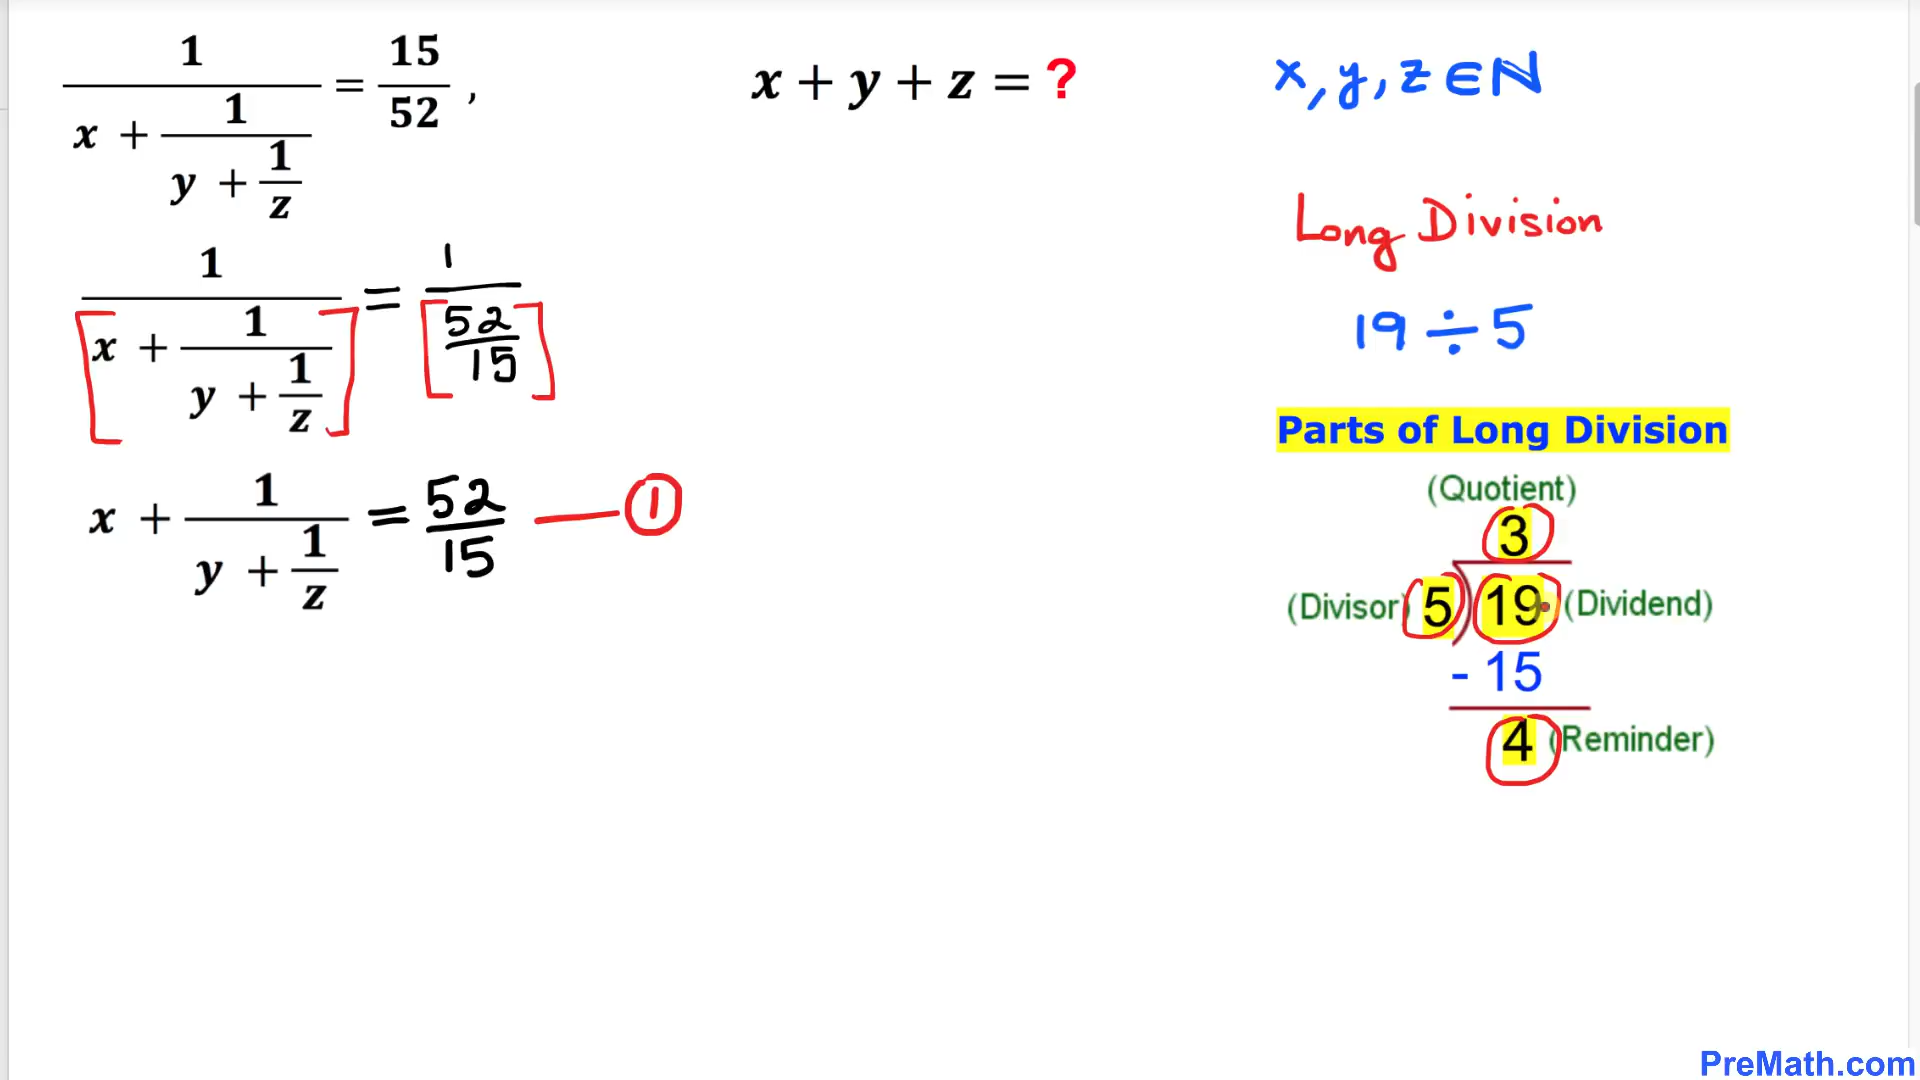 1/(x + 1/(y + 1/z)) = 15/52 ,
x + y + z = ?
x, y, z ∈ ℕ
1/[x + 1/(y + 1/z)] = 1/[52/15]
x + 1/(y + 1/z) = 52/15 — ①
Long Division
19 ÷ 5
Parts of Long Division
(Quotient)
3
(Divisor) 5 19 (Dividend)
- 15
4 (Reminder)
PreMath.com